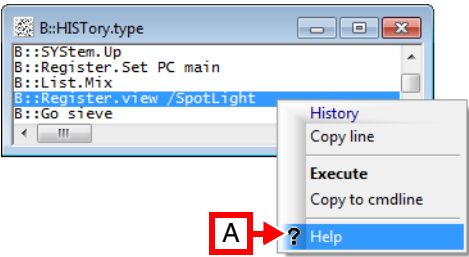 B::HISTory.type
B::SYStem.Up
B::Register.Set PC main
B::List.Mix
B::Register.view /SpotLight
B::Go sieve
History
Copy line
Execute
Copy to cmdline
A
? Help